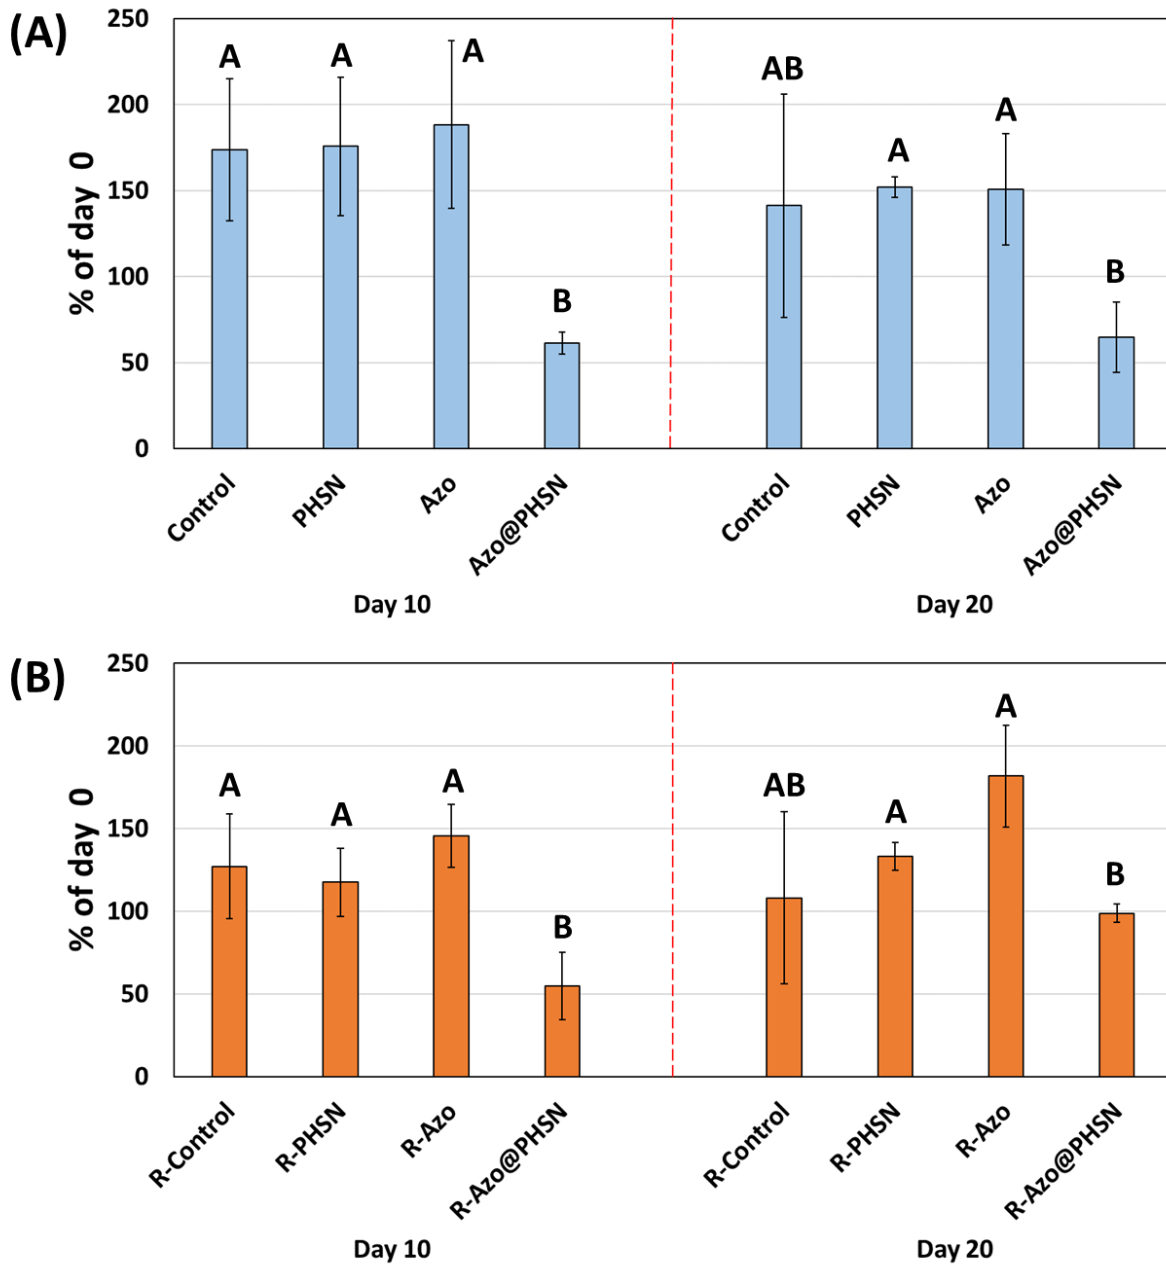 (A)
% of day 0
250
200
150
100
50
0
A
A
A
B
AB
A
A
B
Control
PHSN
Azo
Azo@PHSN
Control
PHSN
Azo
Azo@PHSN
Day 10
Day 20
(B)
% of day 0
250
200
150
100
50
0
A
A
A
B
AB
A
A
B
R-Control
R-PHSN
R-Azo
R-Azo@PHSN
R-Control
R-PHSN
R-Azo
R-Azo@PHSN
Day 10
Day 20